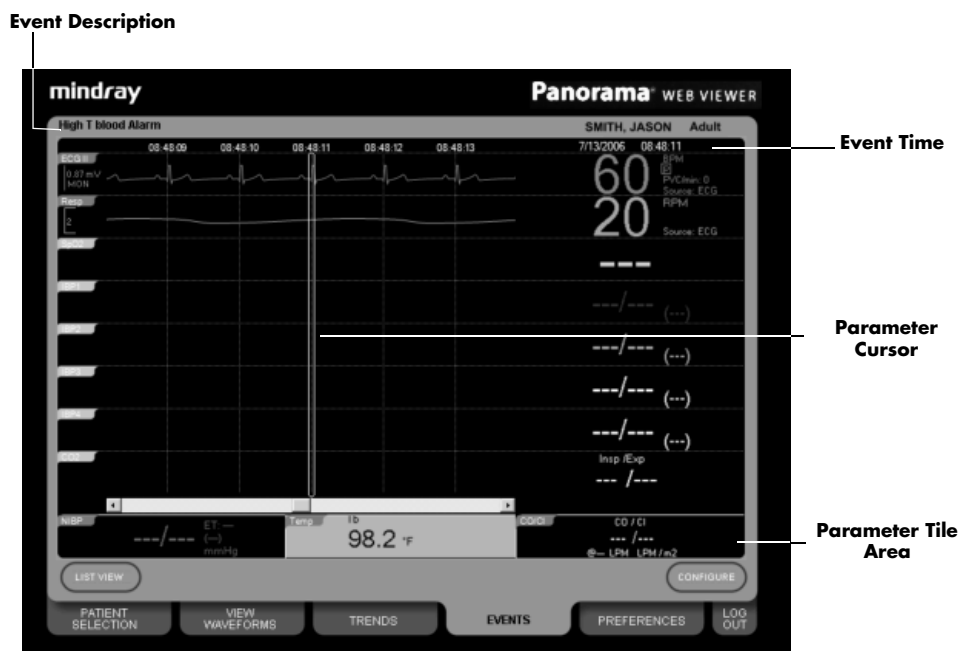 Event Description
mindray
Panorama® WEB VIEWER
High T blood Alarm
SMITH, JASON Adult
Event Time
08:48:09 08:48:10 08:48:11 08:48:12 08:48:13
7/13/2006 08:48:11
ECG II
0.87 mV
MON
60
BPM
PVC/min: 0
Source: ECG
Resp
2
20
RPM
Source: ECG
SpO2
---
IBP1
---/--- (---)
IBP2
---/--- (---)
Parameter
Cursor
IBP3
---/--- (---)
IBP4
---/--- (---)
CO2
Insp /Exp
--- /---
NIBP
---/---
ET: —
(—)
mmHg
Temp
Tb
98.2 °F
CO/CI
CO / CI
--- /---
@— LPM LPM/m2
Parameter Tile
Area
LIST VIEW
CONFIGURE
PATIENT
SELECTION
VIEW
WAVEFORMS
TRENDS
EVENTS
PREFERENCES
LOG
OUT